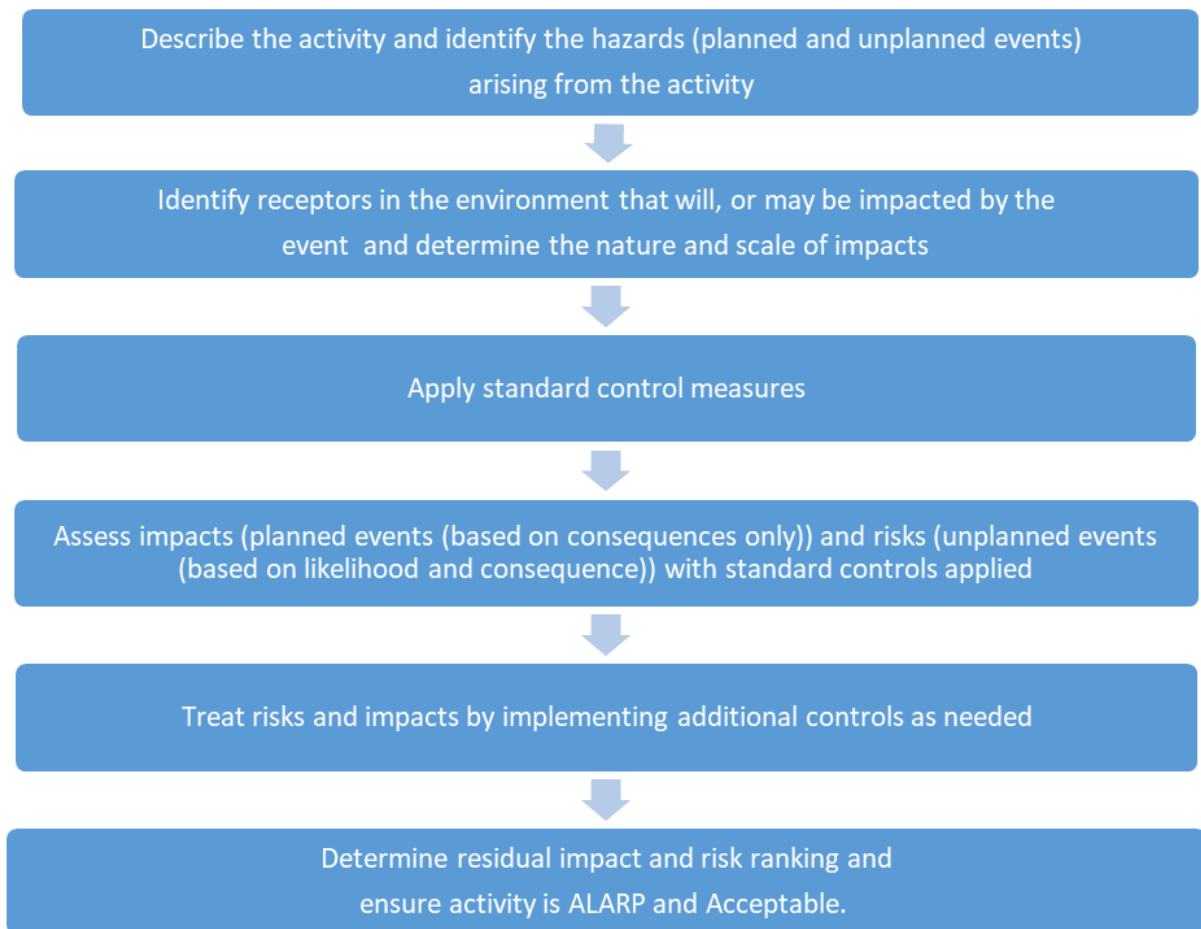 Describe the activity and identify the hazards (planned and unplanned events)
arising from the activity
Identify receptors in the environment that will, or may be impacted by the
event and determine the nature and scale of impacts
Apply standard control measures
Assess impacts (planned events (based on consequences only)) and risks (unplanned events
(based on likelihood and consequence)) with standard controls applied
Treat risks and impacts by implementing additional controls as needed
Determine residual impact and risk ranking and
ensure activity is ALARP and Acceptable.